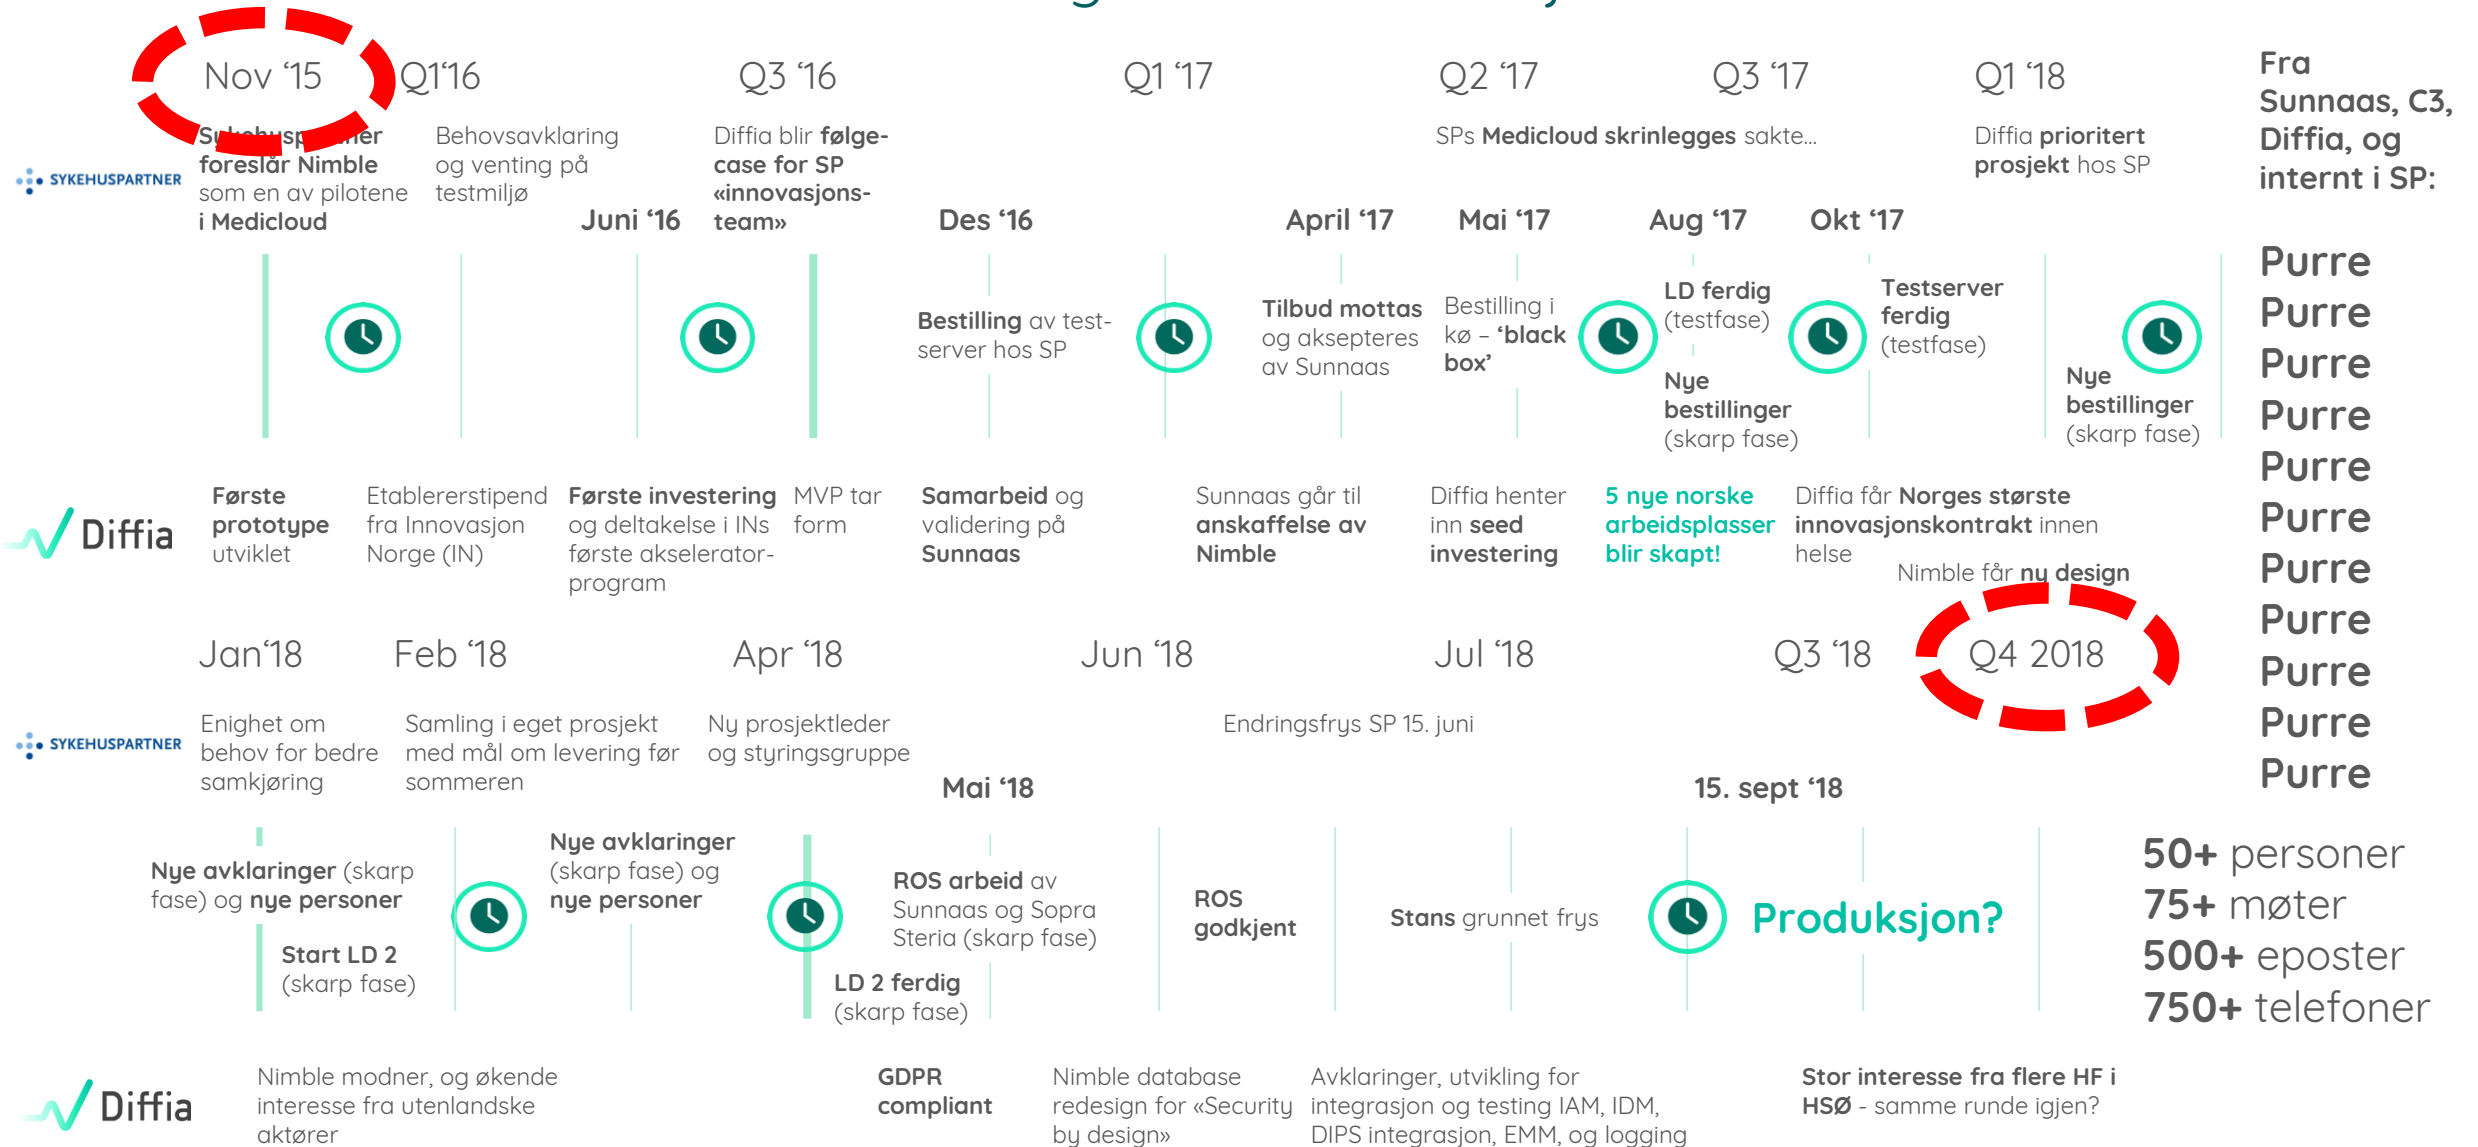 Nov ‘15
Q1‘16
Q3 ‘16
Q1 ‘17
Q2 ‘17
Q3 ‘17
Q1 ‘18
SYKEHUSPARTNER
Sykehuspartner
foreslår Nimble
som en av pilotene
i Medicloud
Behovsavklaring
og venting på
testmiljø
Diffia blir følge-
case for SP
«innovasjons-
team»
SPs Medicloud skrinlegges sakte...
Diffia prioritert
prosjekt hos SP
Juni ‘16
Des ‘16
April ‘17
Mai ‘17
Aug ‘17
Okt ‘17
Bestilling av test-
server hos SP
Tilbud mottas
og aksepteres
av Sunnaas
Bestilling i
kø – ‘black
box’
LD ferdig
(testfase)
Nye
bestillinger
(skarp fase)
Testserver
ferdig
(testfase)
Nye
bestillinger
(skarp fase)
Diffia
Første
prototype
utviklet
Etablererstipend
fra Innovasjon
Norge (IN)
Første investering
og deltakelse i INs
første akselerator-
program
MVP tar
form
Samarbeid og
validering på
Sunnaas
Sunnaas går til
anskaffelse av
Nimble
Diffia henter
inn seed
investering
5 nye norske
arbeidsplasser
blir skapt!
Diffia får Norges største
innovasjonskontrakt innen
helse
Nimble får ny design
Fra
Sunnaas, C3,
Diffia, og
internt i SP:
Purre
Purre
Purre
Purre
Purre
Purre
Purre
Purre
Purre
Purre
Purre
Jan‘18
Feb ‘18
Apr ‘18
Jun ‘18
Jul ‘18
Q3 ‘18
Q4 2018
SYKEHUSPARTNER
Enighet om
behov for bedre
samkjøring
Samling i eget prosjekt
med mål om levering før
sommeren
Ny prosjektleder
og styringsgruppe
Endringsfrys SP 15. juni
Mai ‘18
15. sept ‘18
Nye avklaringer (skarp
fase) og nye personer
Start LD 2
(skarp fase)
Nye avklaringer
(skarp fase) og
nye personer
ROS arbeid av
Sunnaas og Sopra
Steria (skarp fase)
LD 2 ferdig
(skarp fase)
ROS
godkjent
Stans grunnet frys
Produksjon?
50+ personer
75+ møter
500+ eposter
750+ telefoner
Diffia
Nimble modner, og økende
interesse fra utenlandske
aktører
GDPR
compliant
Nimble database
redesign for «Security
by design»
Avklaringer, utvikling for
integrasjon og testing IAM, IDM,
DIPS integrasjon, EMM, og logging
Stor interesse fra flere HF i
HSØ - samme runde igjen?